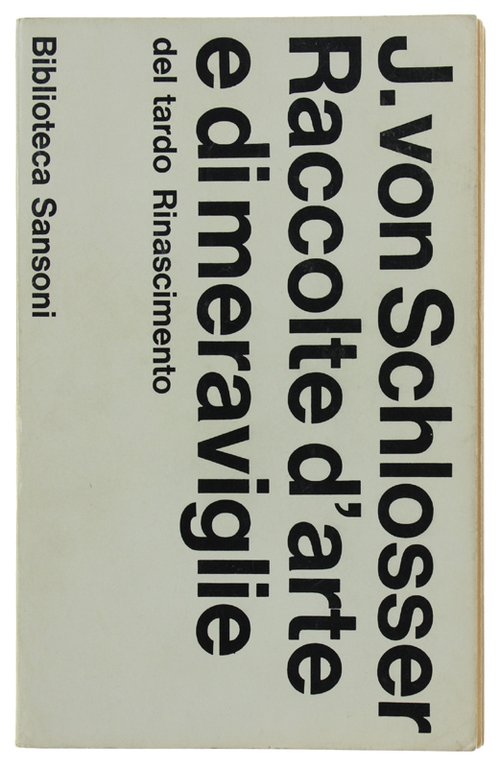 J. von Schlosser
Raccolte d'arte
e di meraviglie
del tardo Rinascimento
Biblioteca Sansoni